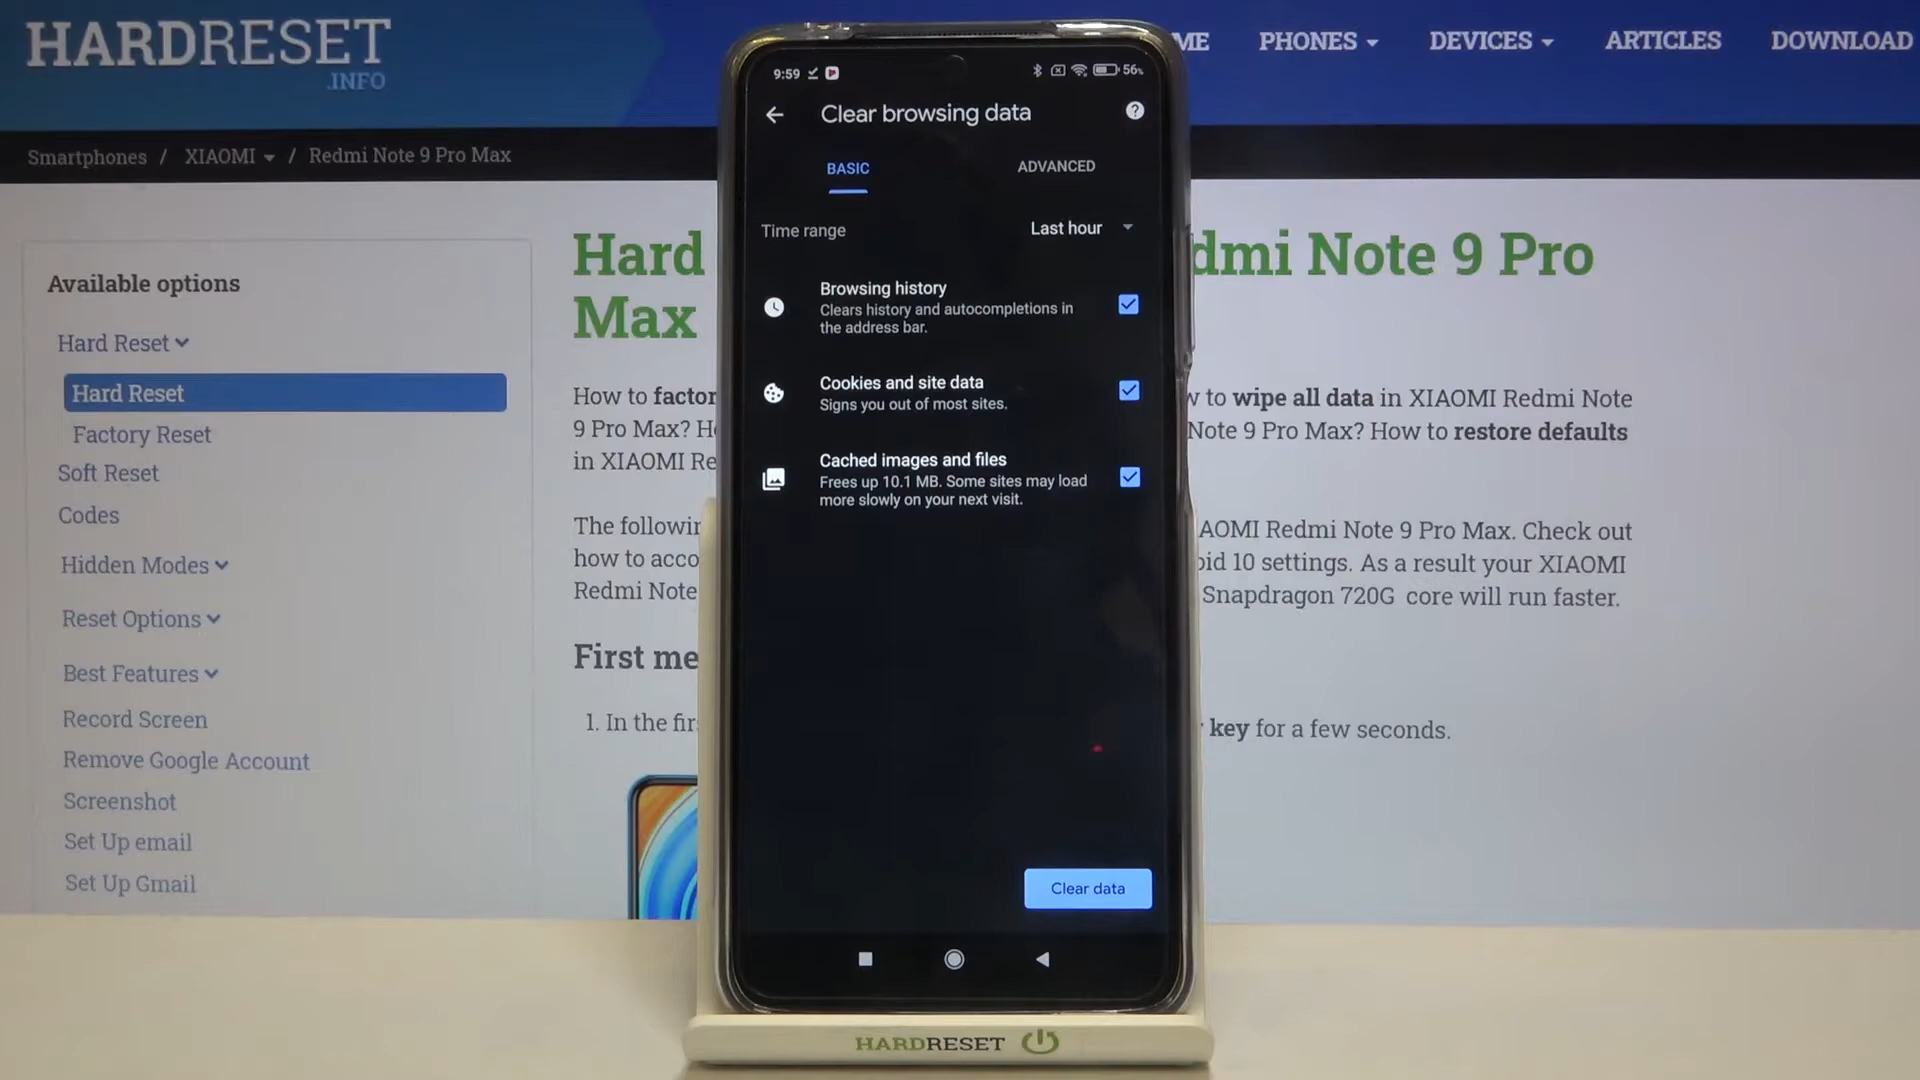 HARDRESET
.INFO
ME
PHONES
DEVICES
ARTICLES
DOWNLOAD
Smartphones / XIAOMI / Redmi Note 9 Pro Max
Available options
Hard Reset
Hard Reset
Factory Reset
Soft Reset
Codes
Hidden Modes
Reset Options
Best Features
Record Screen
Remove Google Account
Screenshot
Set Up email
Set Up Gmail
Hard
dmi Note 9 Pro
Max
How to factor
w to wipe all data in XIAOMI Redmi Note
9 Pro Max? H
Note 9 Pro Max? How to restore defaults
in XIAOMI Re
The followin
AOMI Redmi Note 9 Pro Max. Check out
how to acco
oid 10 settings. As a result your XIAOMI
Redmi Note
Snapdragon 720G core will run faster.
First me
1. In the fir
key for a few seconds.
9:59
56%
Clear browsing data
BASIC
ADVANCED
Time range
Last hour
Browsing history
Clears history and autocompletions in
the address bar.
Cookies and site data
Signs you out of most sites.
Cached images and files
Frees up 10.1 MB. Some sites may load
more slowly on your next visit.
Clear data
HARDRESET